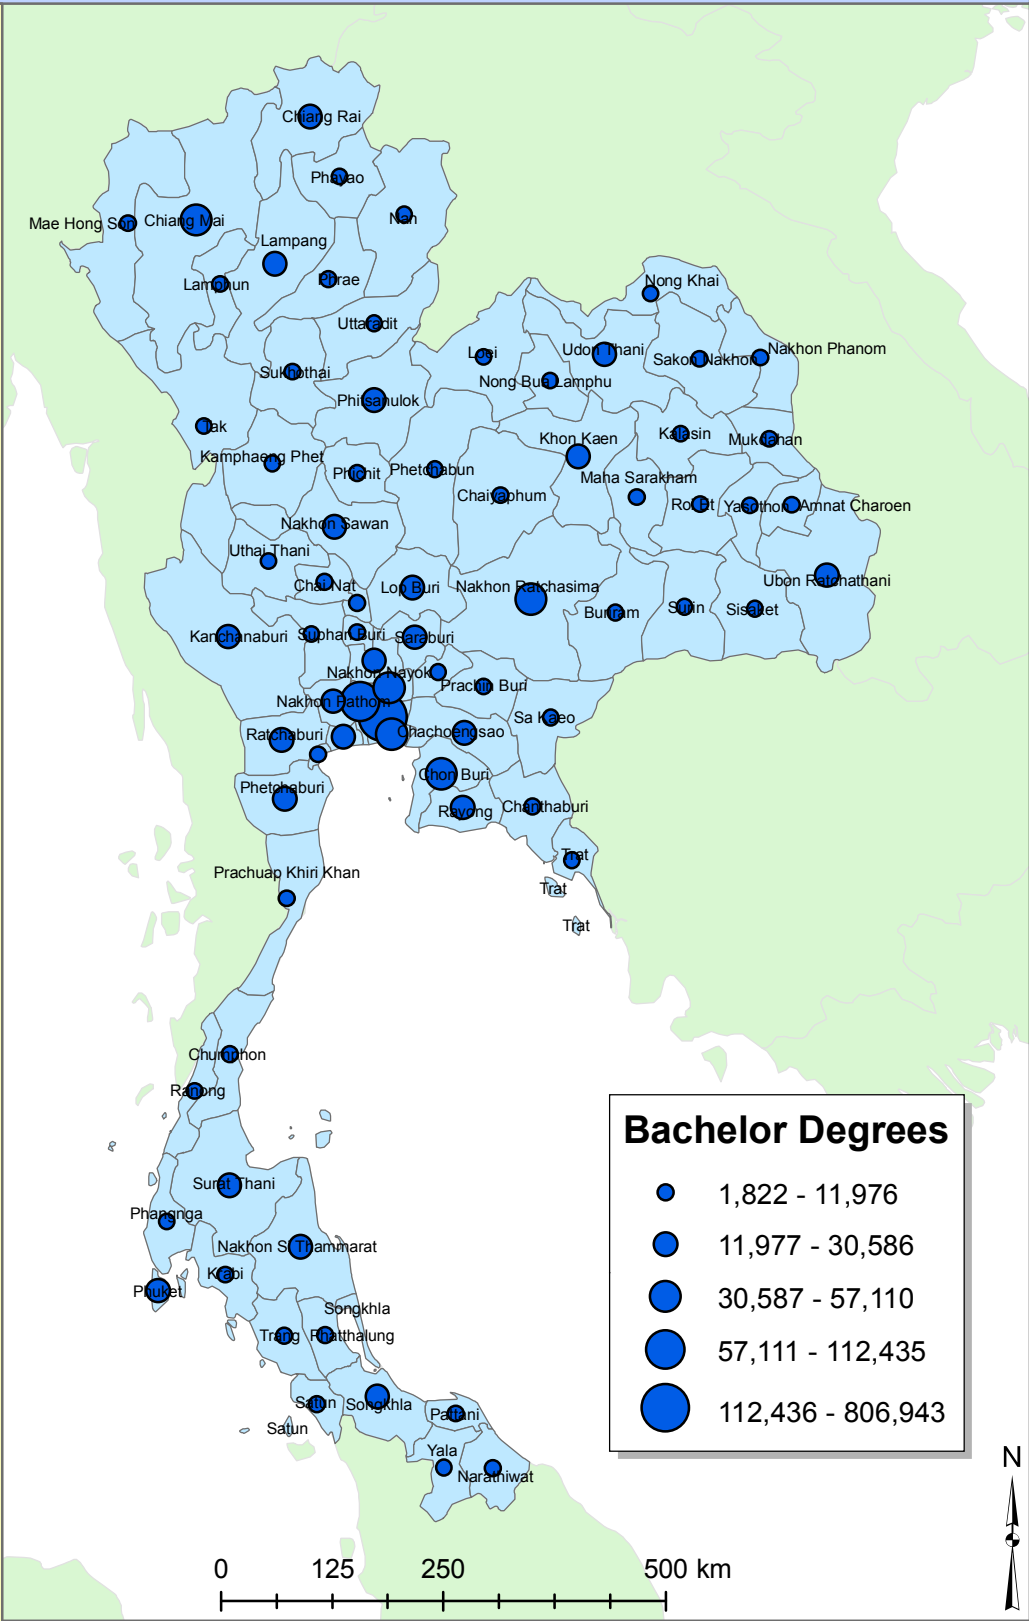 Chiang Rai
Phayao
Nan
Mae Hong Son
Chiang Mai
Lampang
Lamphun
Phrae
Uttaradit
Nong Khai
Loei
Udon Thani
Sakon Nakhon
Nakhon Phanom
Sukhothai
Nong Bua Lamphu
Phitsanulok
Tak
Khon Kaen
Kalasin
Mukdahan
Kamphaeng Phet
Phichit
Phetchabun
Maha Sarakham
Chaiyaphum
Roi Et
Yasothon
Amnat Charoen
Nakhon Sawan
Uthai Thani
Chai Nat
Lop Buri
Nakhon Ratchasima
Ubon Ratchathani
Buriram
Surin
Sisaket
Kanchanaburi
Suphan Buri
Saraburi
Nakhon Nayok
Prachin Buri
Nakhon Pathom
Sa Kaeo
Ratchaburi
Chachoengsao
Chon Buri
Phetchaburi
Rayong
Chanthaburi
Trat
Prachuap Khiri Khan
Trat
Trat
Chumphon
Ranong
Bachelor Degrees
1,822 - 11,976
11,977 - 30,586
30,587 - 57,110
57,111 - 112,435
112,436 - 806,943
Surat Thani
Phangnga
Nakhon Si Thammarat
Krabi
Phuket
Songkhla
Trang
Phatthalung
Satun
Songkhla
Pattani
Satun
Yala
Narathiwat
N
0 125 250 500 km